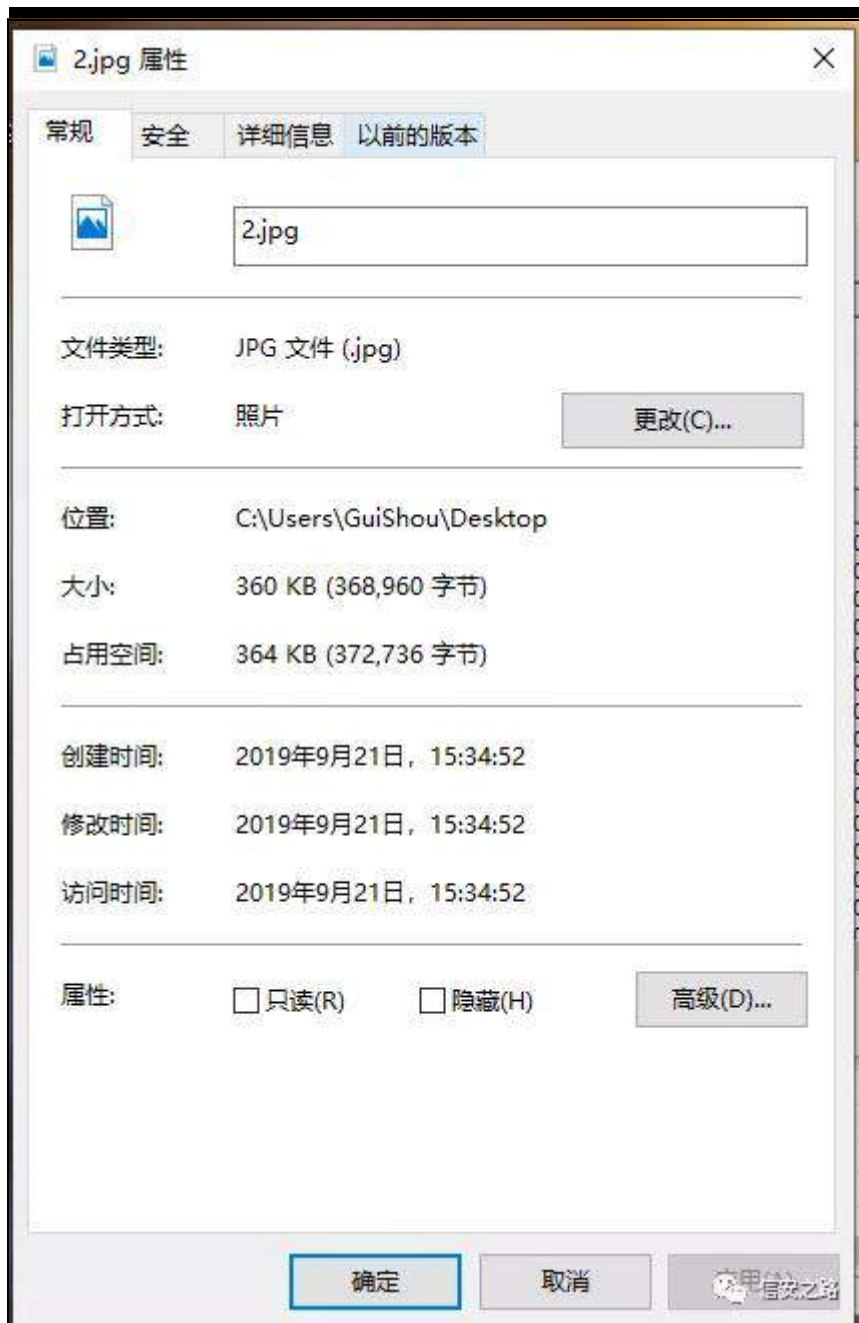 2.jpg 属性
常规 安全 详细信息 以前的版本
2.jpg
文件类型: JPG 文件 (.jpg)
打开方式: 照片 更改(C)...
位置: C:\Users\GuiShou\Desktop
大小: 360 KB (368,960 字节)
占用空间: 364 KB (372,736 字节)
创建时间: 2019年9月21日，15:34:52
修改时间: 2019年9月21日，15:34:52
访问时间: 2019年9月21日，15:34:52
属性: 只读(R) 隐藏(H) 高级(D)...
确定 取消
信安之路